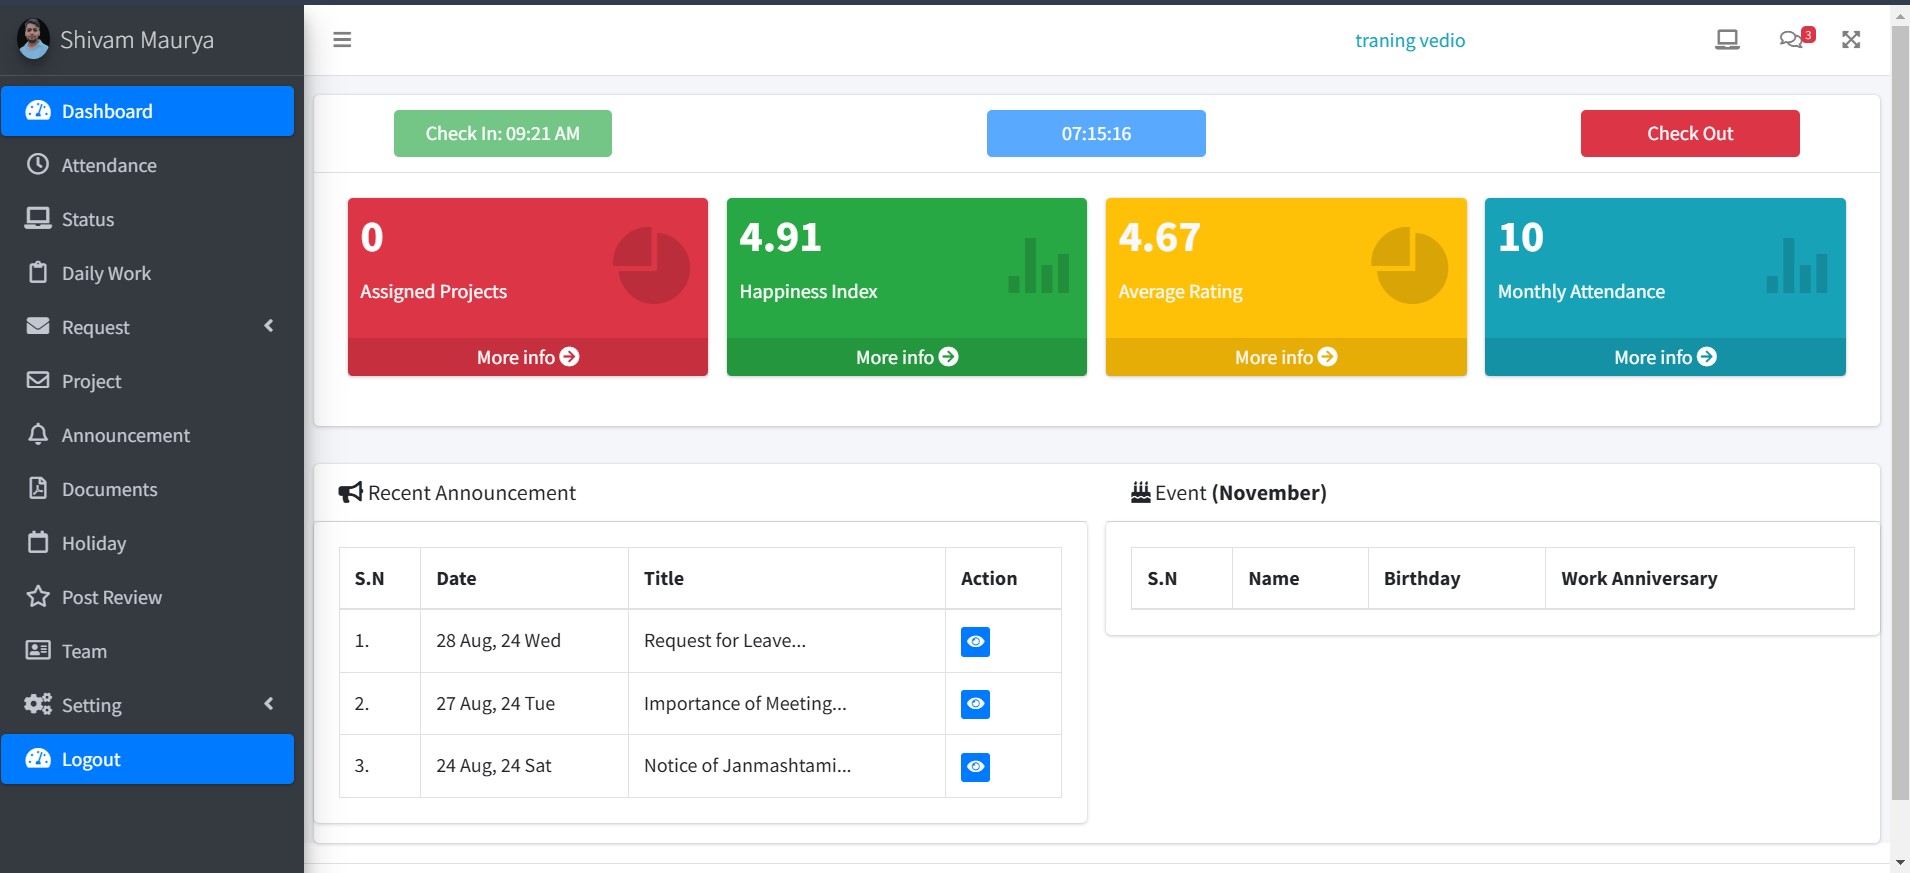 Shivam Maurya
Dashboard
Attendance
Status
Daily Work
Request
Project
Announcement
Documents
Holiday
Post Review
Team
Setting
Logout
traning vedio
3
Check In: 09:21 AM
07:15:16
Check Out
0
Assigned Projects
More info
4.91
Happiness Index
More info
4.67
Average Rating
More info
10
Monthly Attendance
More info
Recent Announcement
S.N Date Title Action
1. 28 Aug, 24 Wed Request for Leave...
2. 27 Aug, 24 Tue Importance of Meeting...
3. 24 Aug, 24 Sat Notice of Janmashtami...
Event (November)
S.N Name Birthday Work Anniversary